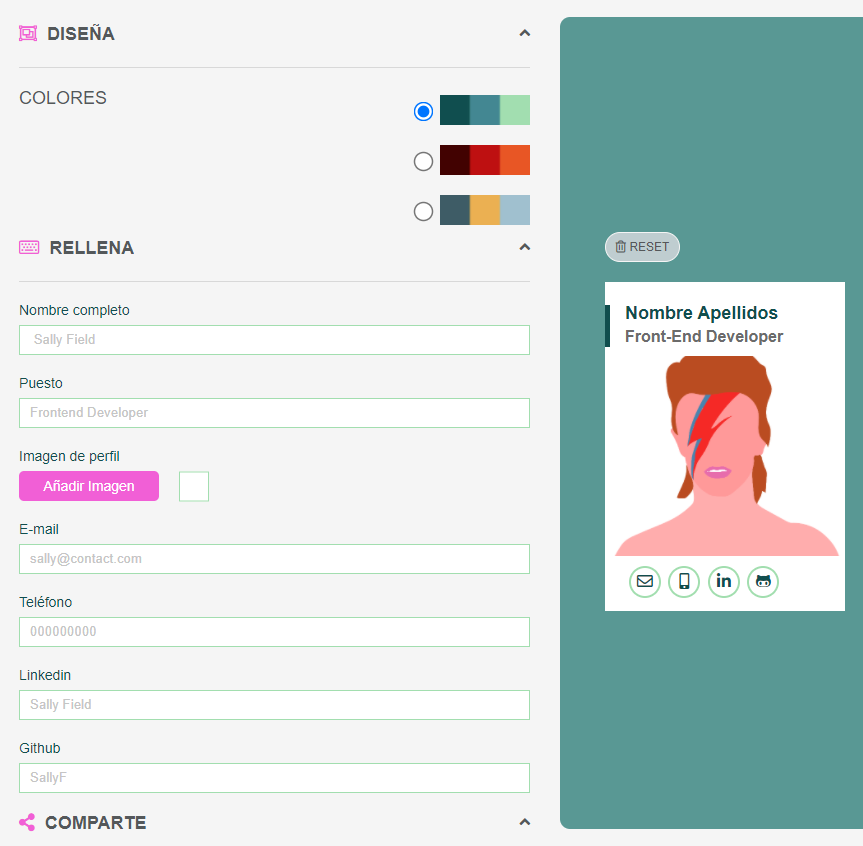 DISEÑA
COLORES
RELLENA
Nombre completo
Sally Field
Puesto
Frontend Developer
Imagen de perfil
Añadir Imagen
E-mail
sally@contact.com
Teléfono
000000000
Linkedin
Sally Field
Github
SallyF
COMPARTE
RESET
Nombre Apellidos
Front-End Developer
in